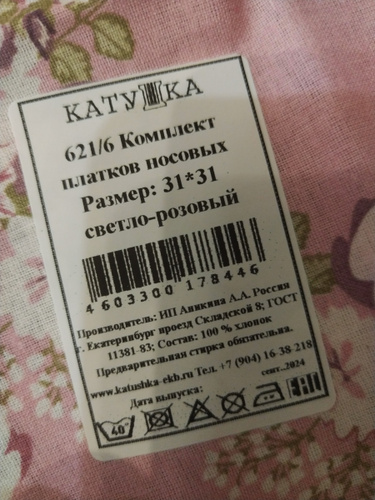 КАТУШКА
621/6 Комплект
платков носовых
Размер: 31*31
светло-розовый
4 603300 178446
Производитель: ИП Аникина А.А. Россия
г. Екатеринбург проезд Складской 8; ГОСТ
11381-83; Состав: 100 % хлопок
Предварительная стирка обязательна.
www.katushka-ekb.ru Тел. +7 (904) 16-38-218
Дата выпуска: сент..2024
40°
EAC